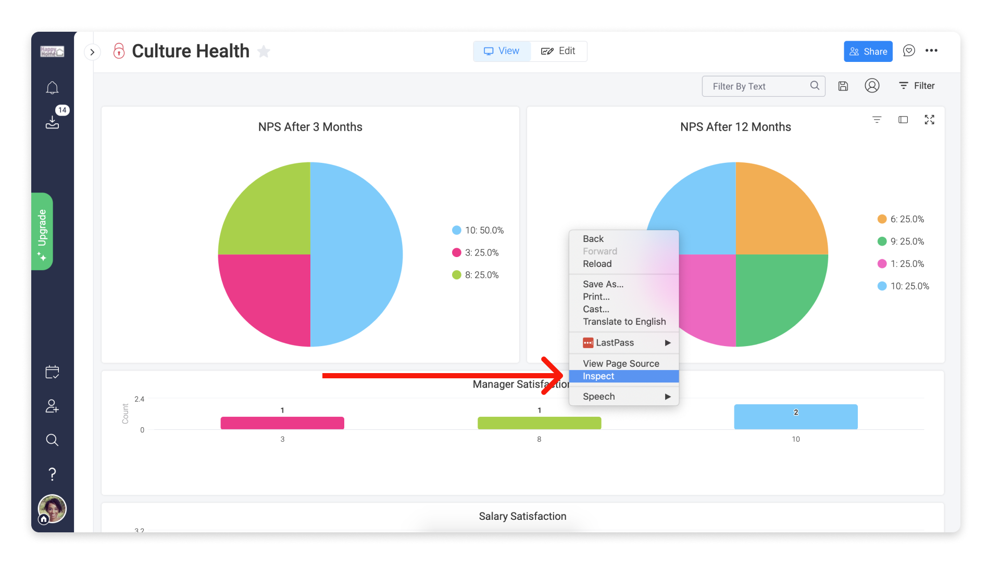 Happy
Home
Culture Health
View
Edit
Share
14
Filter By Text
Filter
Upgrade
NPS After 3 Months
10: 50.0%
3: 25.0%
8: 25.0%
NPS After 12 Months
6: 25.0%
9: 25.0%
1: 25.0%
10: 25.0%
Back
Forward
Reload
Save As...
Print...
Cast...
Translate to English
LastPass
View Page Source
Inspect
Speech
Manager Satisfaction
Count
2.4
0
1
1
2
3
8
10
Salary Satisfaction
3.2